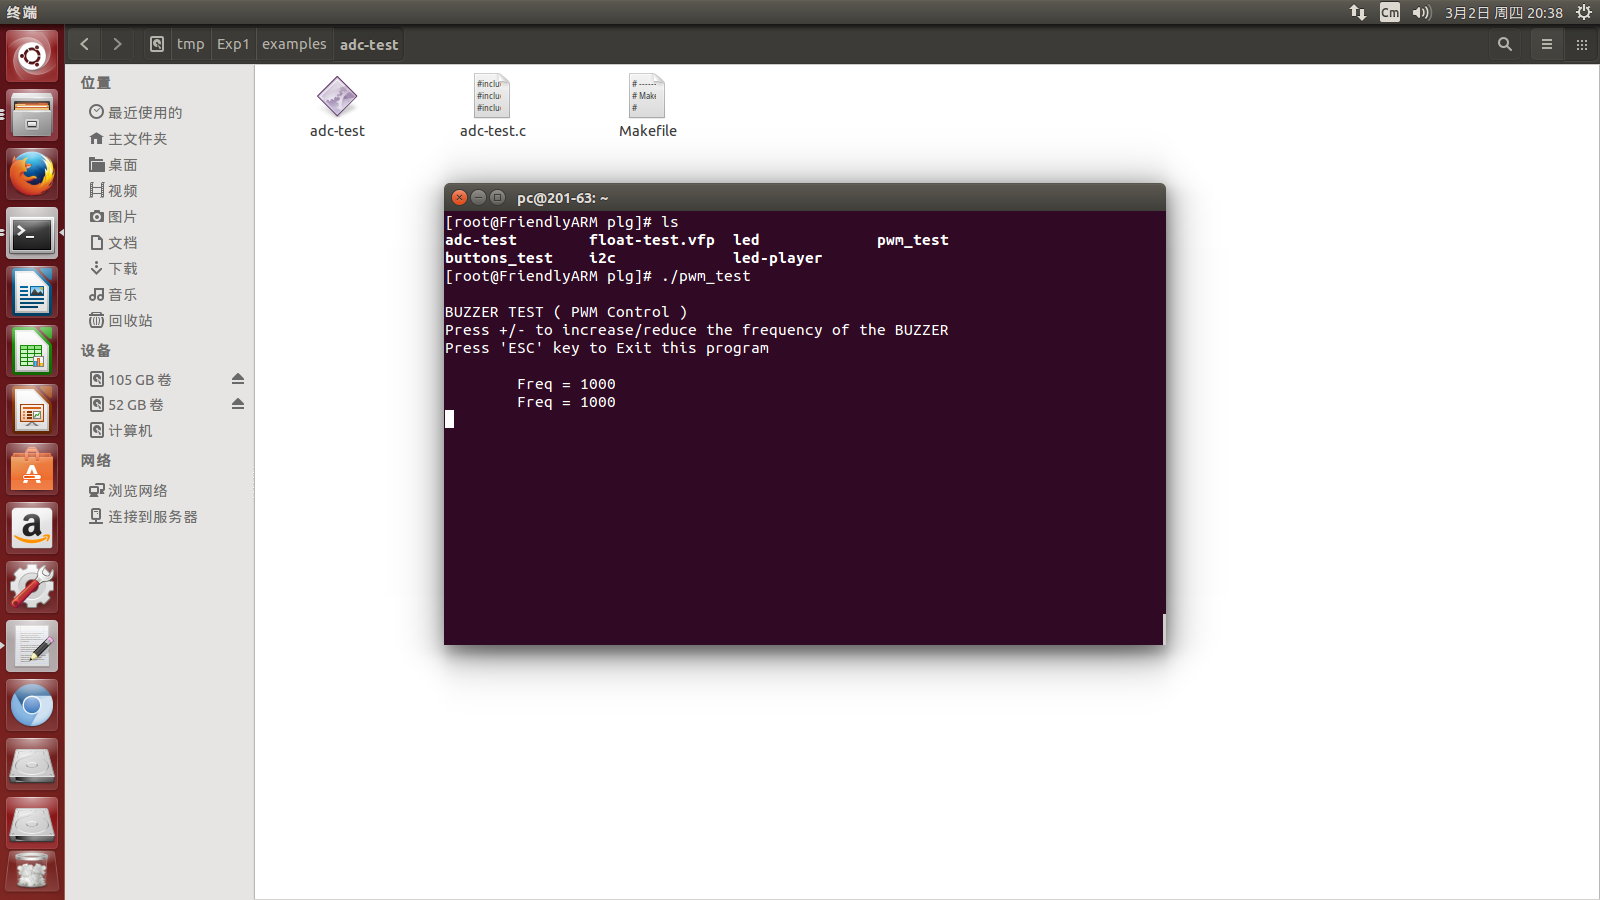 终端
Cm
3月2日 周四 20:38
tmp Exp1 examples adc-test
位置
最近使用的
主文件夹
桌面
视频
图片
文档
下载
音乐
回收站
设备
105 GB 卷
52 GB 卷
计算机
网络
浏览网络
连接到服务器
#inclu
#inclu
#inclu
# -----
# Make
#
adc-test
adc-test.c
Makefile
pc@201-63: ~
[root@FriendlyARM plg]# ls
adc-test float-test.vfp led pwm_test
buttons_test i2c led-player
[root@FriendlyARM plg]# ./pwm_test
BUZZER TEST ( PWM Control )
Press +/- to increase/reduce the frequency of the BUZZER
Press 'ESC' key to Exit this program
Freq = 1000
Freq = 1000